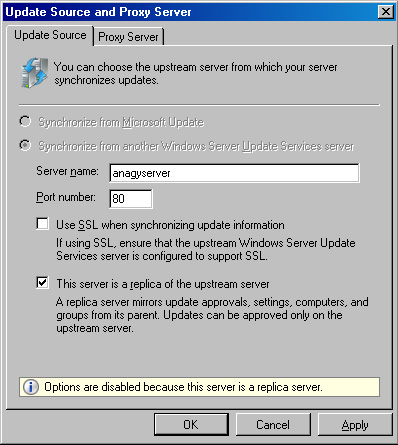 Update Source and Proxy Server
Update Source
Proxy Server
You can choose the upstream server from which your server
synchronizes updates.
Synchronize from Microsoft Update
Synchronize from another Windows Server Update Services server
Server name:
anagyserver
Port number:
80
Use SSL when synchronizing update information
If using SSL, ensure that the upstream Windows Server Update
Services server is configured to support SSL.
This server is a replica of the upstream server
A replica server mirrors update approvals, settings, computers, and
groups from its parent. Updates can be approved only on the
upstream server.
Options are disabled because this server is a replica server.
OK
Cancel
Apply